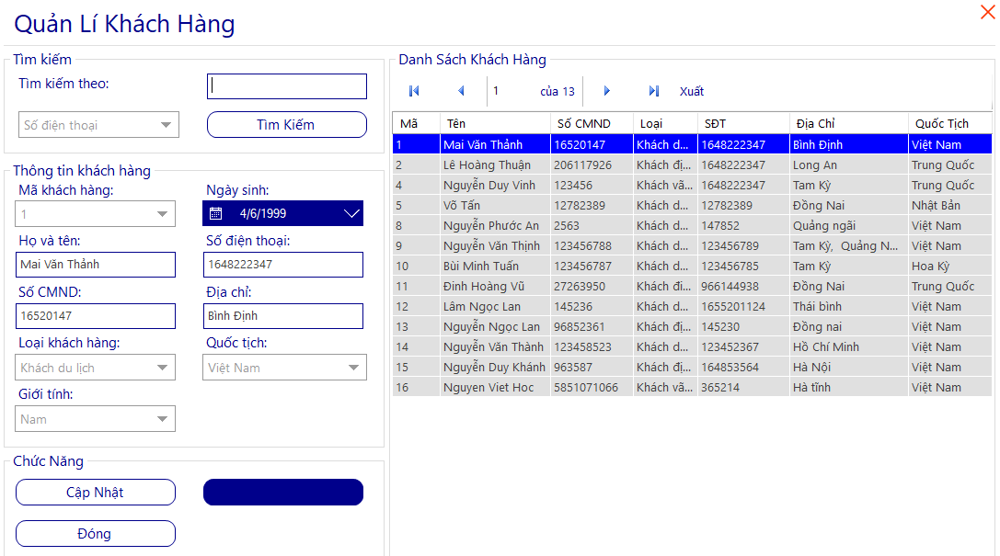 Quản Lí Khách Hàng
Tìm kiếm
Tìm kiếm theo:
Số điện thoại
Tìm Kiếm
Thông tin khách hàng
Mã khách hàng: Ngày sinh:
1 4/6/1999
Họ và tên: Số điện thoại:
Mai Văn Thảnh 1648222347
Số CMND: Địa chỉ:
16520147 Bình Định
Loại khách hàng: Quốc tịch:
Khách du lịch Việt Nam
Giới tính:
Nam
Chức Năng
Cập Nhật
Đóng
Danh Sách Khách Hàng
1 của 13 Xuất
Mã Tên Số CMND Loại SĐT Địa Chỉ Quốc Tịch
1 Mai Văn Thảnh 16520147 Khách d... 1648222347 Bình Định Việt Nam
2 Lê Hoàng Thuận 206117926 Khách đị... 1648222347 Long An Trung Quốc
4 Nguyễn Duy Vinh 123456 Khách vã... 1648222347 Tam Kỳ Trung Quốc
5 Võ Tấn 12782389 Khách d... 12782389 Đồng Nai Nhật Bản
8 Nguyễn Phước An 2563 Khách d... 147852 Quảng ngãi Việt Nam
9 Nguyễn Văn Thịnh 123456788 Khách d... 123456789 Tam Kỳ, Quảng N... Việt Nam
10 Bùi Minh Tuấn 123456787 Khách d... 123456785 Tam Kỳ Hoa Kỳ
11 Đinh Hoàng Vũ 27263950 Khách đi... 966144938 Đồng Nai Trung Quốc
12 Lâm Ngọc Lan 145236 Khách d... 1655201124 Thái bình Việt Nam
13 Nguyễn Ngọc Lan 96852361 Khách đị... 145230 Đồng nai Việt Nam
14 Nguyễn Văn Thành 123458523 Khách d... 123452367 Hồ Chí Minh Việt Nam
15 Nguyễn Duy Khánh 963587 Khách đị... 164853564 Hà Nội Việt Nam
16 Nguyen Viet Hoc 5851071066 Khách vã... 365214 Hà tĩnh Việt Nam